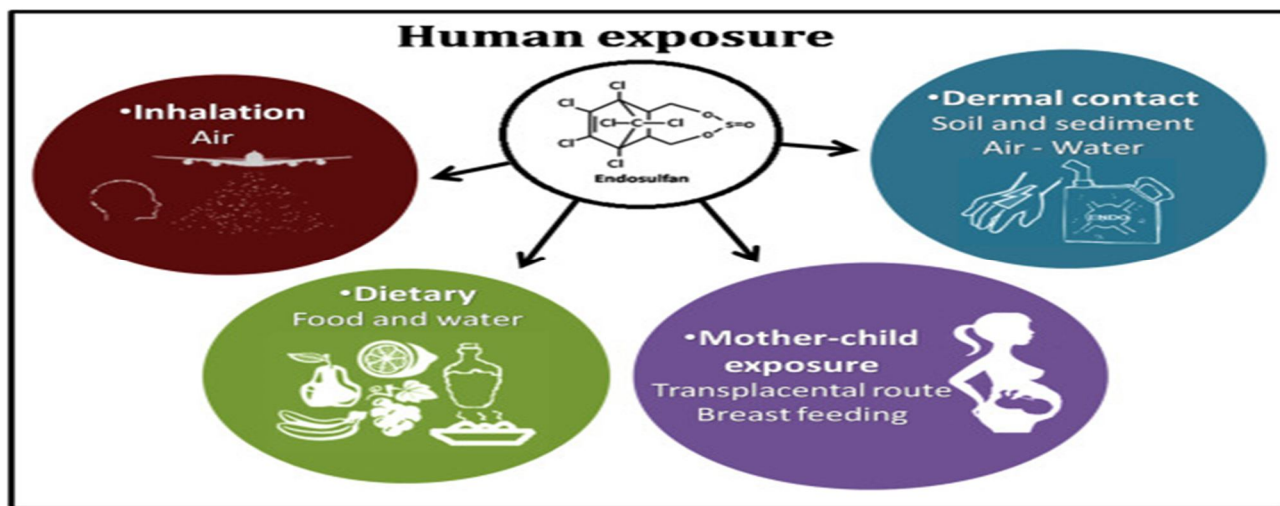 Human exposure
•Inhalation
Air
Cl
Cl
Cl
C
Cl
Cl
Cl
O
O
S=O
Endosulfan
•Dermal contact
Soil and sediment
Air - Water
ENDO
•Dietary
Food and water
•Mother-child
exposure
Transplacental route
Breast feeding